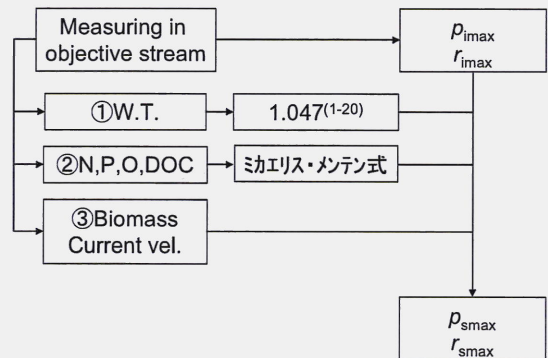 Measuring in
objective stream
pimax
rimax
①W.T.
1.047(1-20)
②N,P,O,DOC
ミカエリス・メンテン式
③Biomass
Current vel.
psmax
rsmax